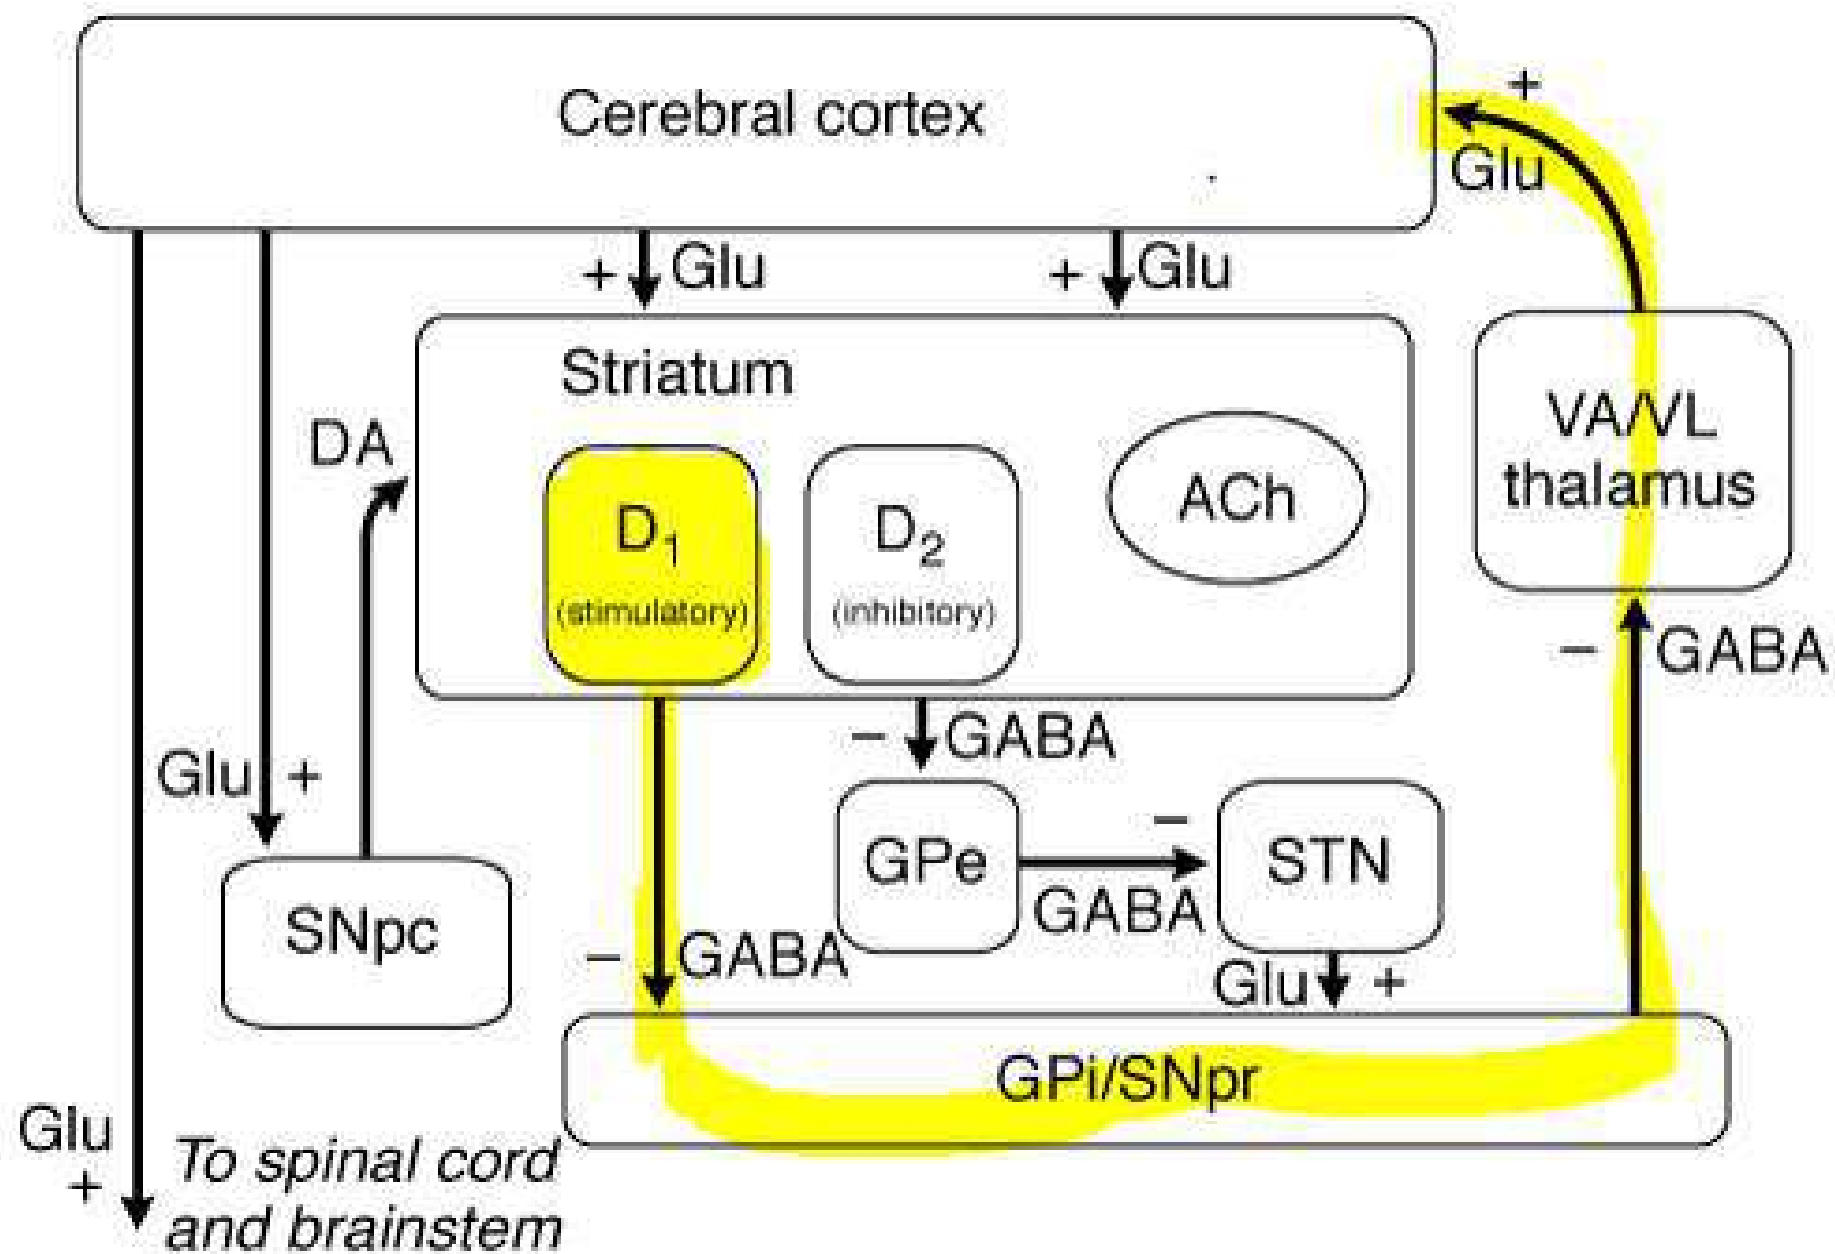 Cerebral cortex
+
Glu
+ Glu
+ Glu
Striatum
DA
D₁
(stimulatory)
D₂
(inhibitory)
ACh
VA/VL
thalamus
– GABA
– GABA
Glu +
GPe
–
GABA
STN
SNpc
– GABA
Glu +
GPi/SNpr
Glu
+
To spinal cord
and brainstem